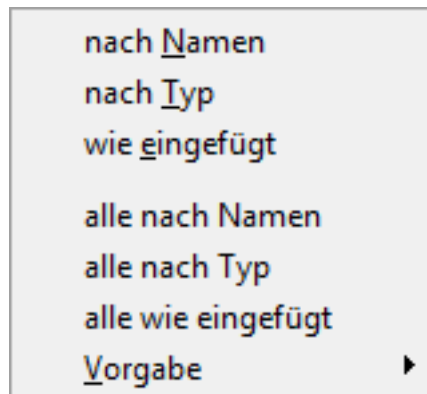 nach Namen
nach Typ
wie eingefügt
alle nach Namen
alle nach Typ
alle wie eingefügt
Vorgabe